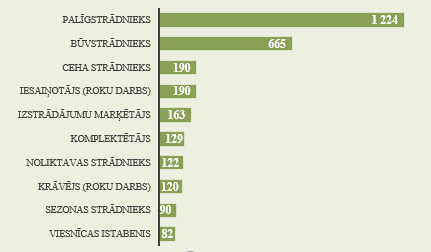 PALĪGSTRĀDNIEKS 1 224
BŪVSTRĀDNIEKS 665
CEHA STRĀDNIEKS 190
IESAIŅOTĀJS (ROKU DARBS) 190
IZSTRĀDĀJUMU MARĶĒTĀJS 163
KOMPLEKTĒTĀJS 129
NOLIKTAVAS STRĀDNIEKS 122
KRĀVĒJS (ROKU DARBS) 120
SEZONAS STRĀDNIEKS 90
VIESNĪCAS ISTABENIS 82